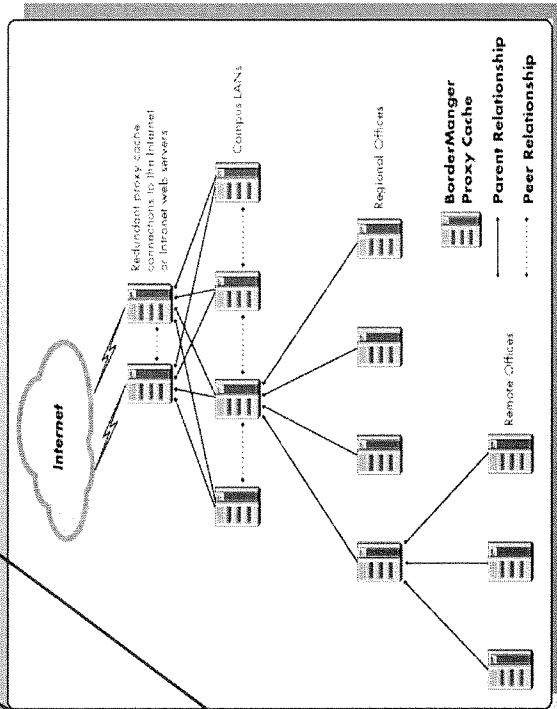 Internet
Redundant proxy cache
connections to the Internet
or Intranet web servers
Campus LANs
Regional Offices
Remote Offices
BorderManger
Proxy Cache
Parent Relationship
Peer Relationship